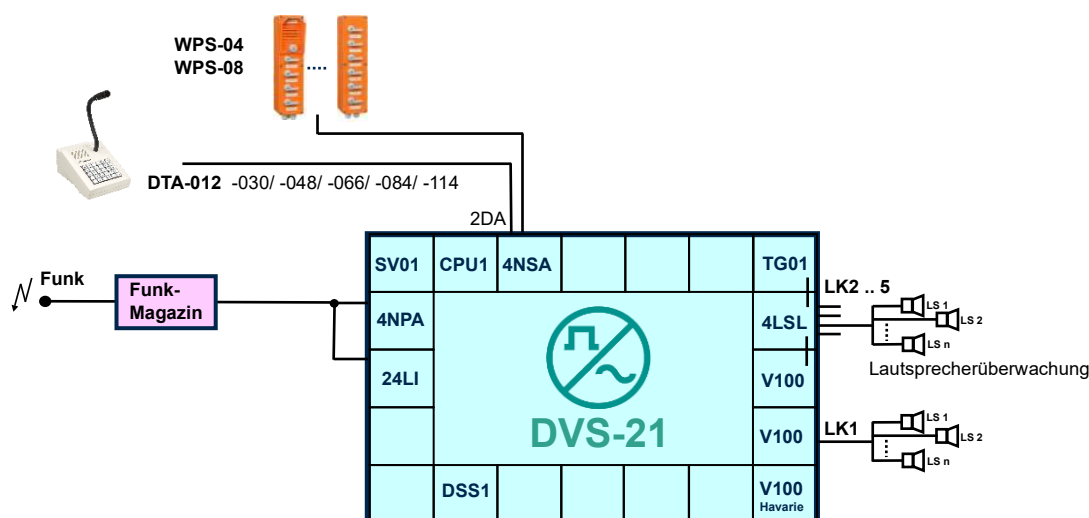 WPS-04
WPS-08
....
DTA-012 -030/ -048/ -066/ -084/ -114
2DA
SV01 CPU1 4NSA TG01
Funk
Funk-
Magazin
LK2 .. 5
4NPA
4LSL
LS 1
LS 2
LS n
Lautsprecherüberwachung
24LI
V100
DVS-21
V100
LK1
LS 1
LS 2
LS n
DSS1
V100
Havarie